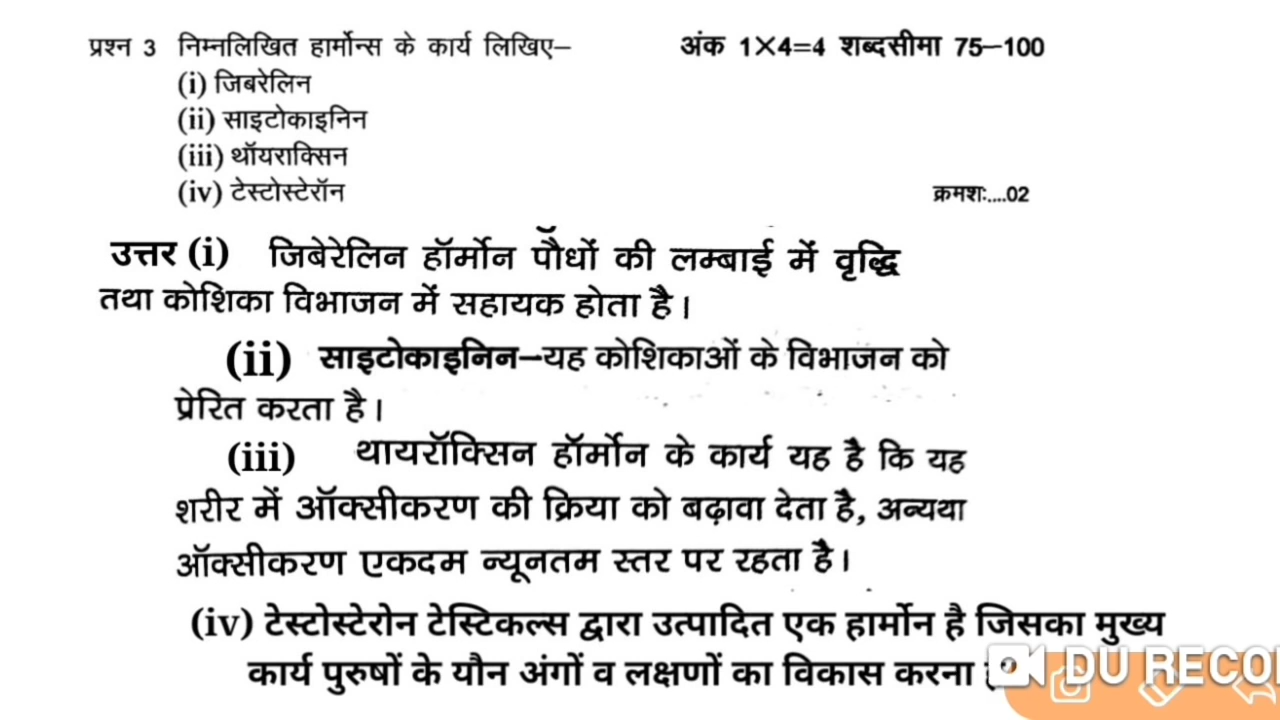 प्रश्न 3 निम्नलिखित हार्मोन्स के कार्य लिखिए– अंक 1×4=4 शब्दसीमा 75–100
(i) जिबरेलिन
(ii) साइटोकाइनिन
(iii) थॉयराक्सिन
(iv) टेस्टोस्टेरॉन क्रमशः....02
उत्तर (i) जिबेरेलिन हॉर्मोन पौधों की लम्बाई में वृद्धि
तथा कोशिका विभाजन में सहायक होता है।
(ii) साइटोकाइनिन–यह कोशिकाओं के विभाजन को
प्रेरित करता है।
(iii) थायरॉक्सिन हॉर्मोन के कार्य यह है कि यह
शरीर में ऑक्सीकरण की क्रिया को बढ़ावा देता है, अन्यथा
ऑक्सीकरण एकदम न्यूनतम स्तर पर रहता है।
(iv) टेस्टोस्टेरोन टेस्टिकल्स द्वारा उत्पादित एक हार्मोन है जिसका मुख्य
कार्य पुरुषों के यौन अंगों व लक्षणों का विकास करना
DU RECO